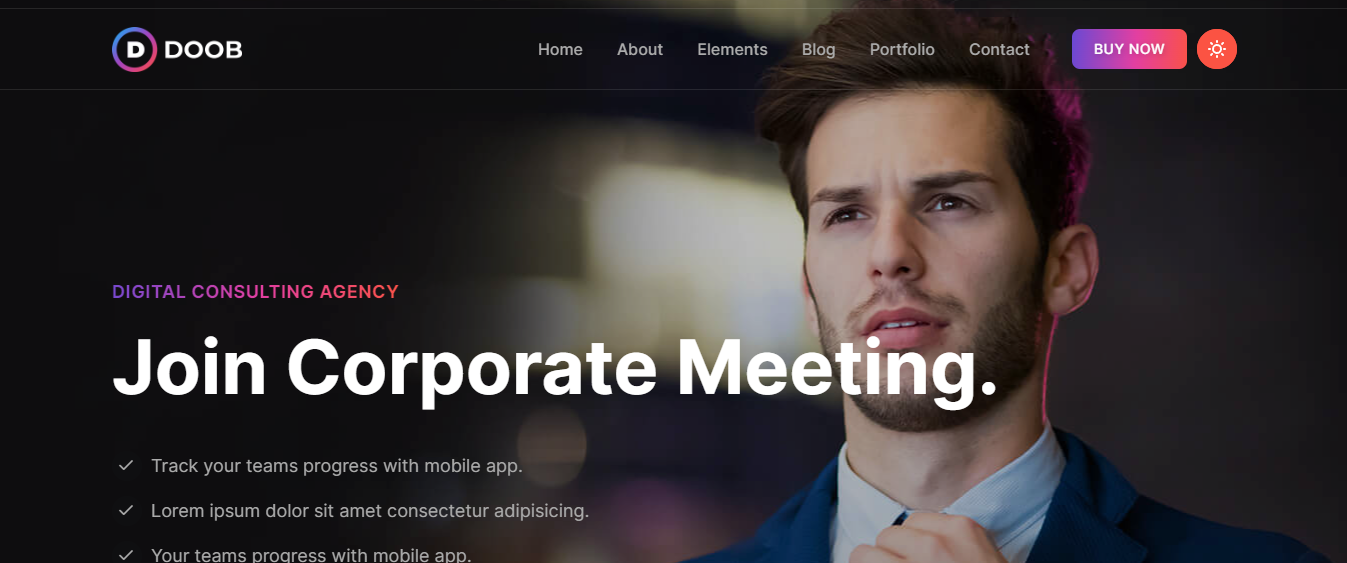 D DOOB
Home About Elements Blog Portfolio Contact BUY NOW
DIGITAL CONSULTING AGENCY
Join Corporate Meeting.
Track your teams progress with mobile app.
Lorem ipsum dolor sit amet consectetur adipisicing.
Your teams progress with mobile app.